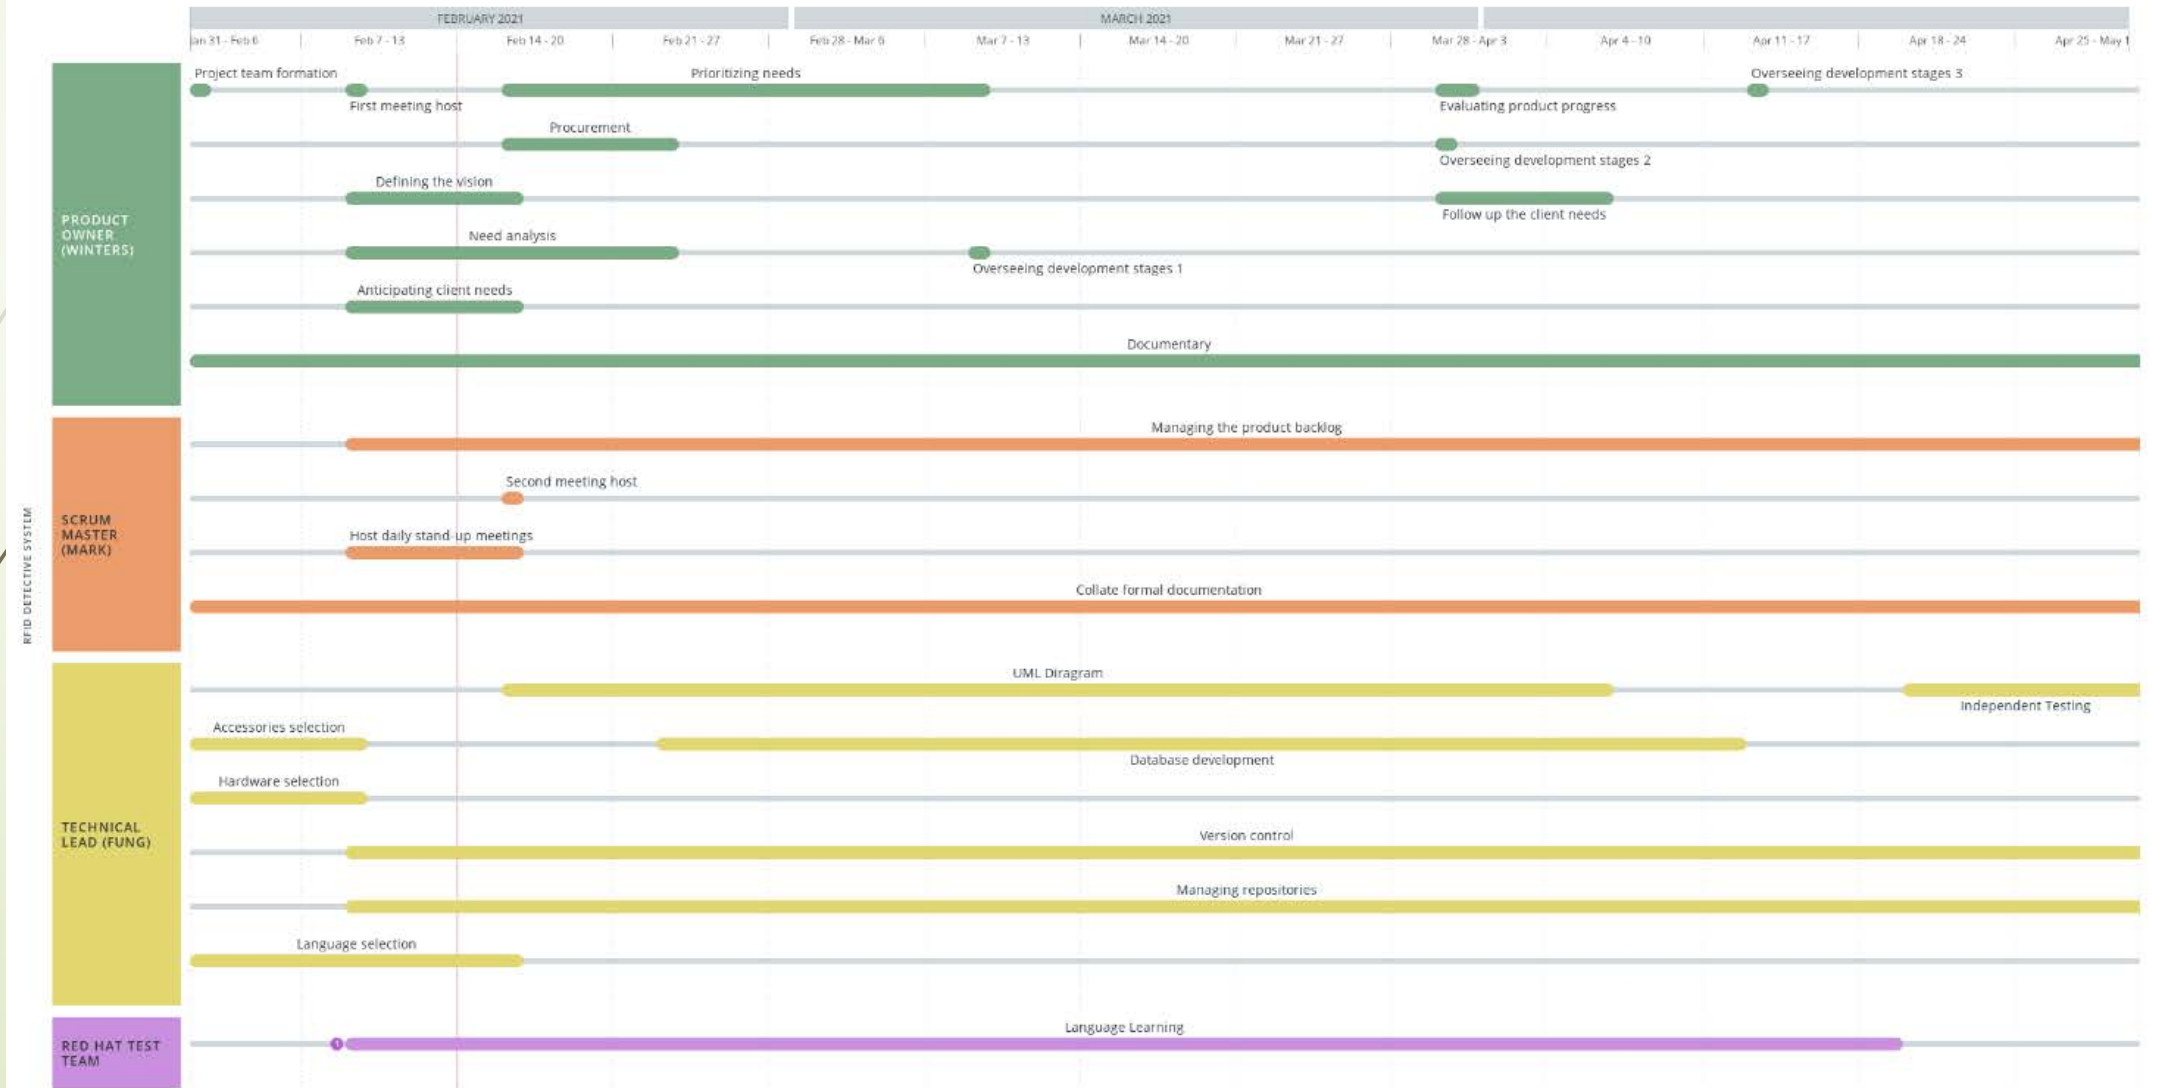 FEBRUARY 2021
MARCH 2021
Jan 31 - Feb 6
Feb 7 - 13
Feb 14 - 20
Feb 21 - 27
Feb 28 - Mar 6
Mar 7 - 13
Mar 14 - 20
Mar 21 - 27
Mar 28 - Apr 3
Apr 4 - 10
Apr 11 - 17
Apr 18 - 24
Apr 25 - May 1
RFID DETECTIVE SYSTEM
PRODUCT
OWNER
(WINTERS)
Project team formation
Prioritizing needs
Overseeing development stages 3
First meeting host
Evaluating product progress
Procurement
Overseeing development stages 2
Defining the vision
Follow up the client needs
Need analysis
Overseeing development stages 1
Anticipating client needs
Documentary
SCRUM
MASTER
(MARK)
Managing the product backlog
Second meeting host
Host daily stand-up meetings
Collate formal documentation
TECHNICAL
LEAD (FUNG)
UML Diragram
Independent Testing
Accessories selection
Database development
Hardware selection
Version control
Managing repositories
Language selection
RED HAT TEST
TEAM
Language Learning